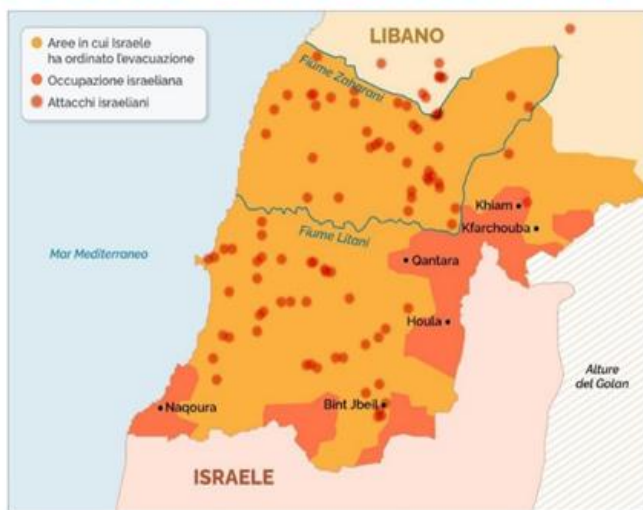 Aree in cui Israele
ha ordinato l'evacuazione
Occupazione israeliana
Attacchi israeliani
LIBANO
Fiume Zaharani
Khiam
Kfarchouba
Fiume Litani
Mar Mediterraneo
Qantara
Houla
Alture
del Golan
Naqoura
Bint Jbeil
ISRAELE